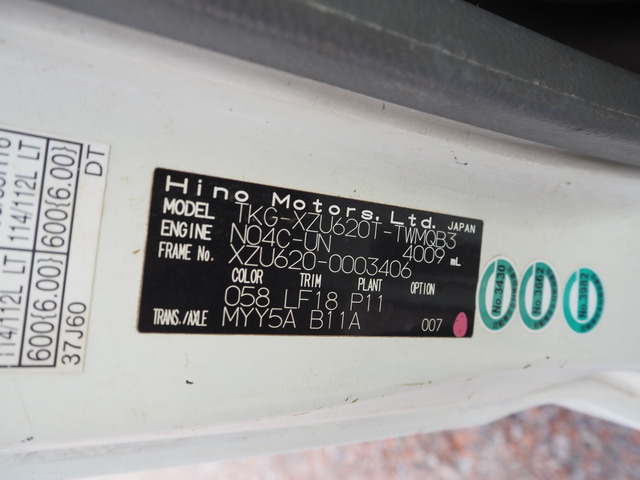 Hino Motors, Ltd. JAPAN
MODEL TKG-XZU620T-TWMQB3
ENGINE N04C-UN 4009 mL
FRAME No. XZU620-0003406
COLOR TRIM PLANT OPTION
058 LF18 P11
TRANS./AXLE MYY5A B11A 007
No.3430
No.3662
No.3982
114/112L LT
114/112L LT
600{6.00}
600{6.00}
37J60
DT